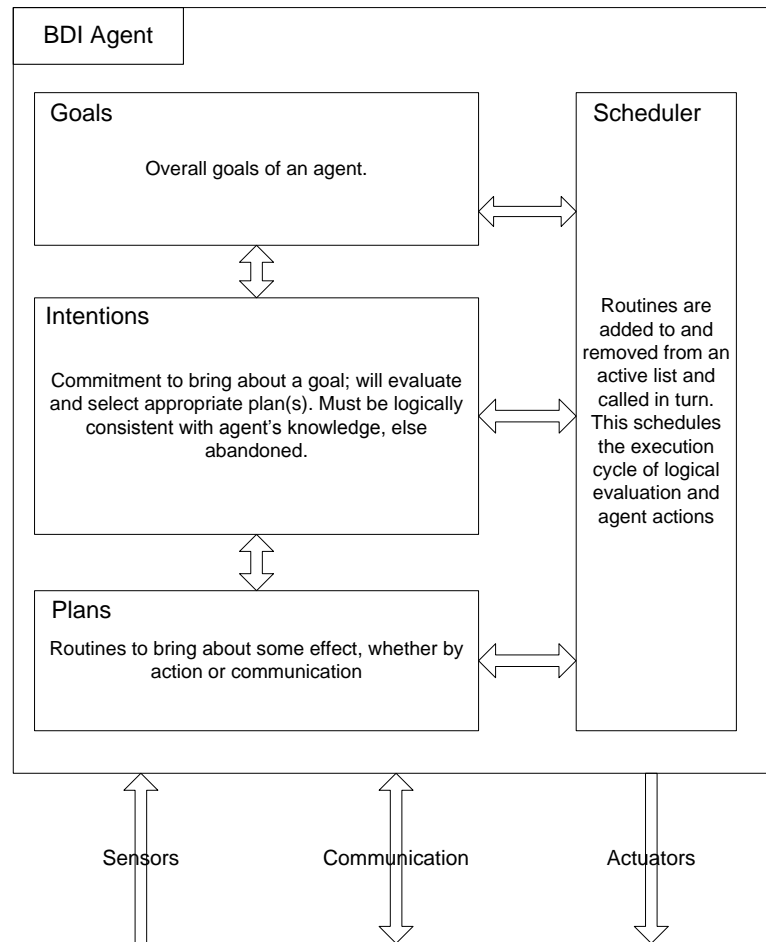 BDI Agent
Goals
Overall goals of an agent.
Intentions
Commitment to bring about a goal; will evaluate
and select appropriate plan(s). Must be logically
consistent with agent's knowledge, else
abandoned.
Plans
Routines to bring about some effect, whether by
action or communication
Scheduler
Routines are
added to and
removed from an
active list and
called in turn.
This schedules
the execution
cycle of logical
evaluation and
agent actions
Sensors
Communication
Actuators